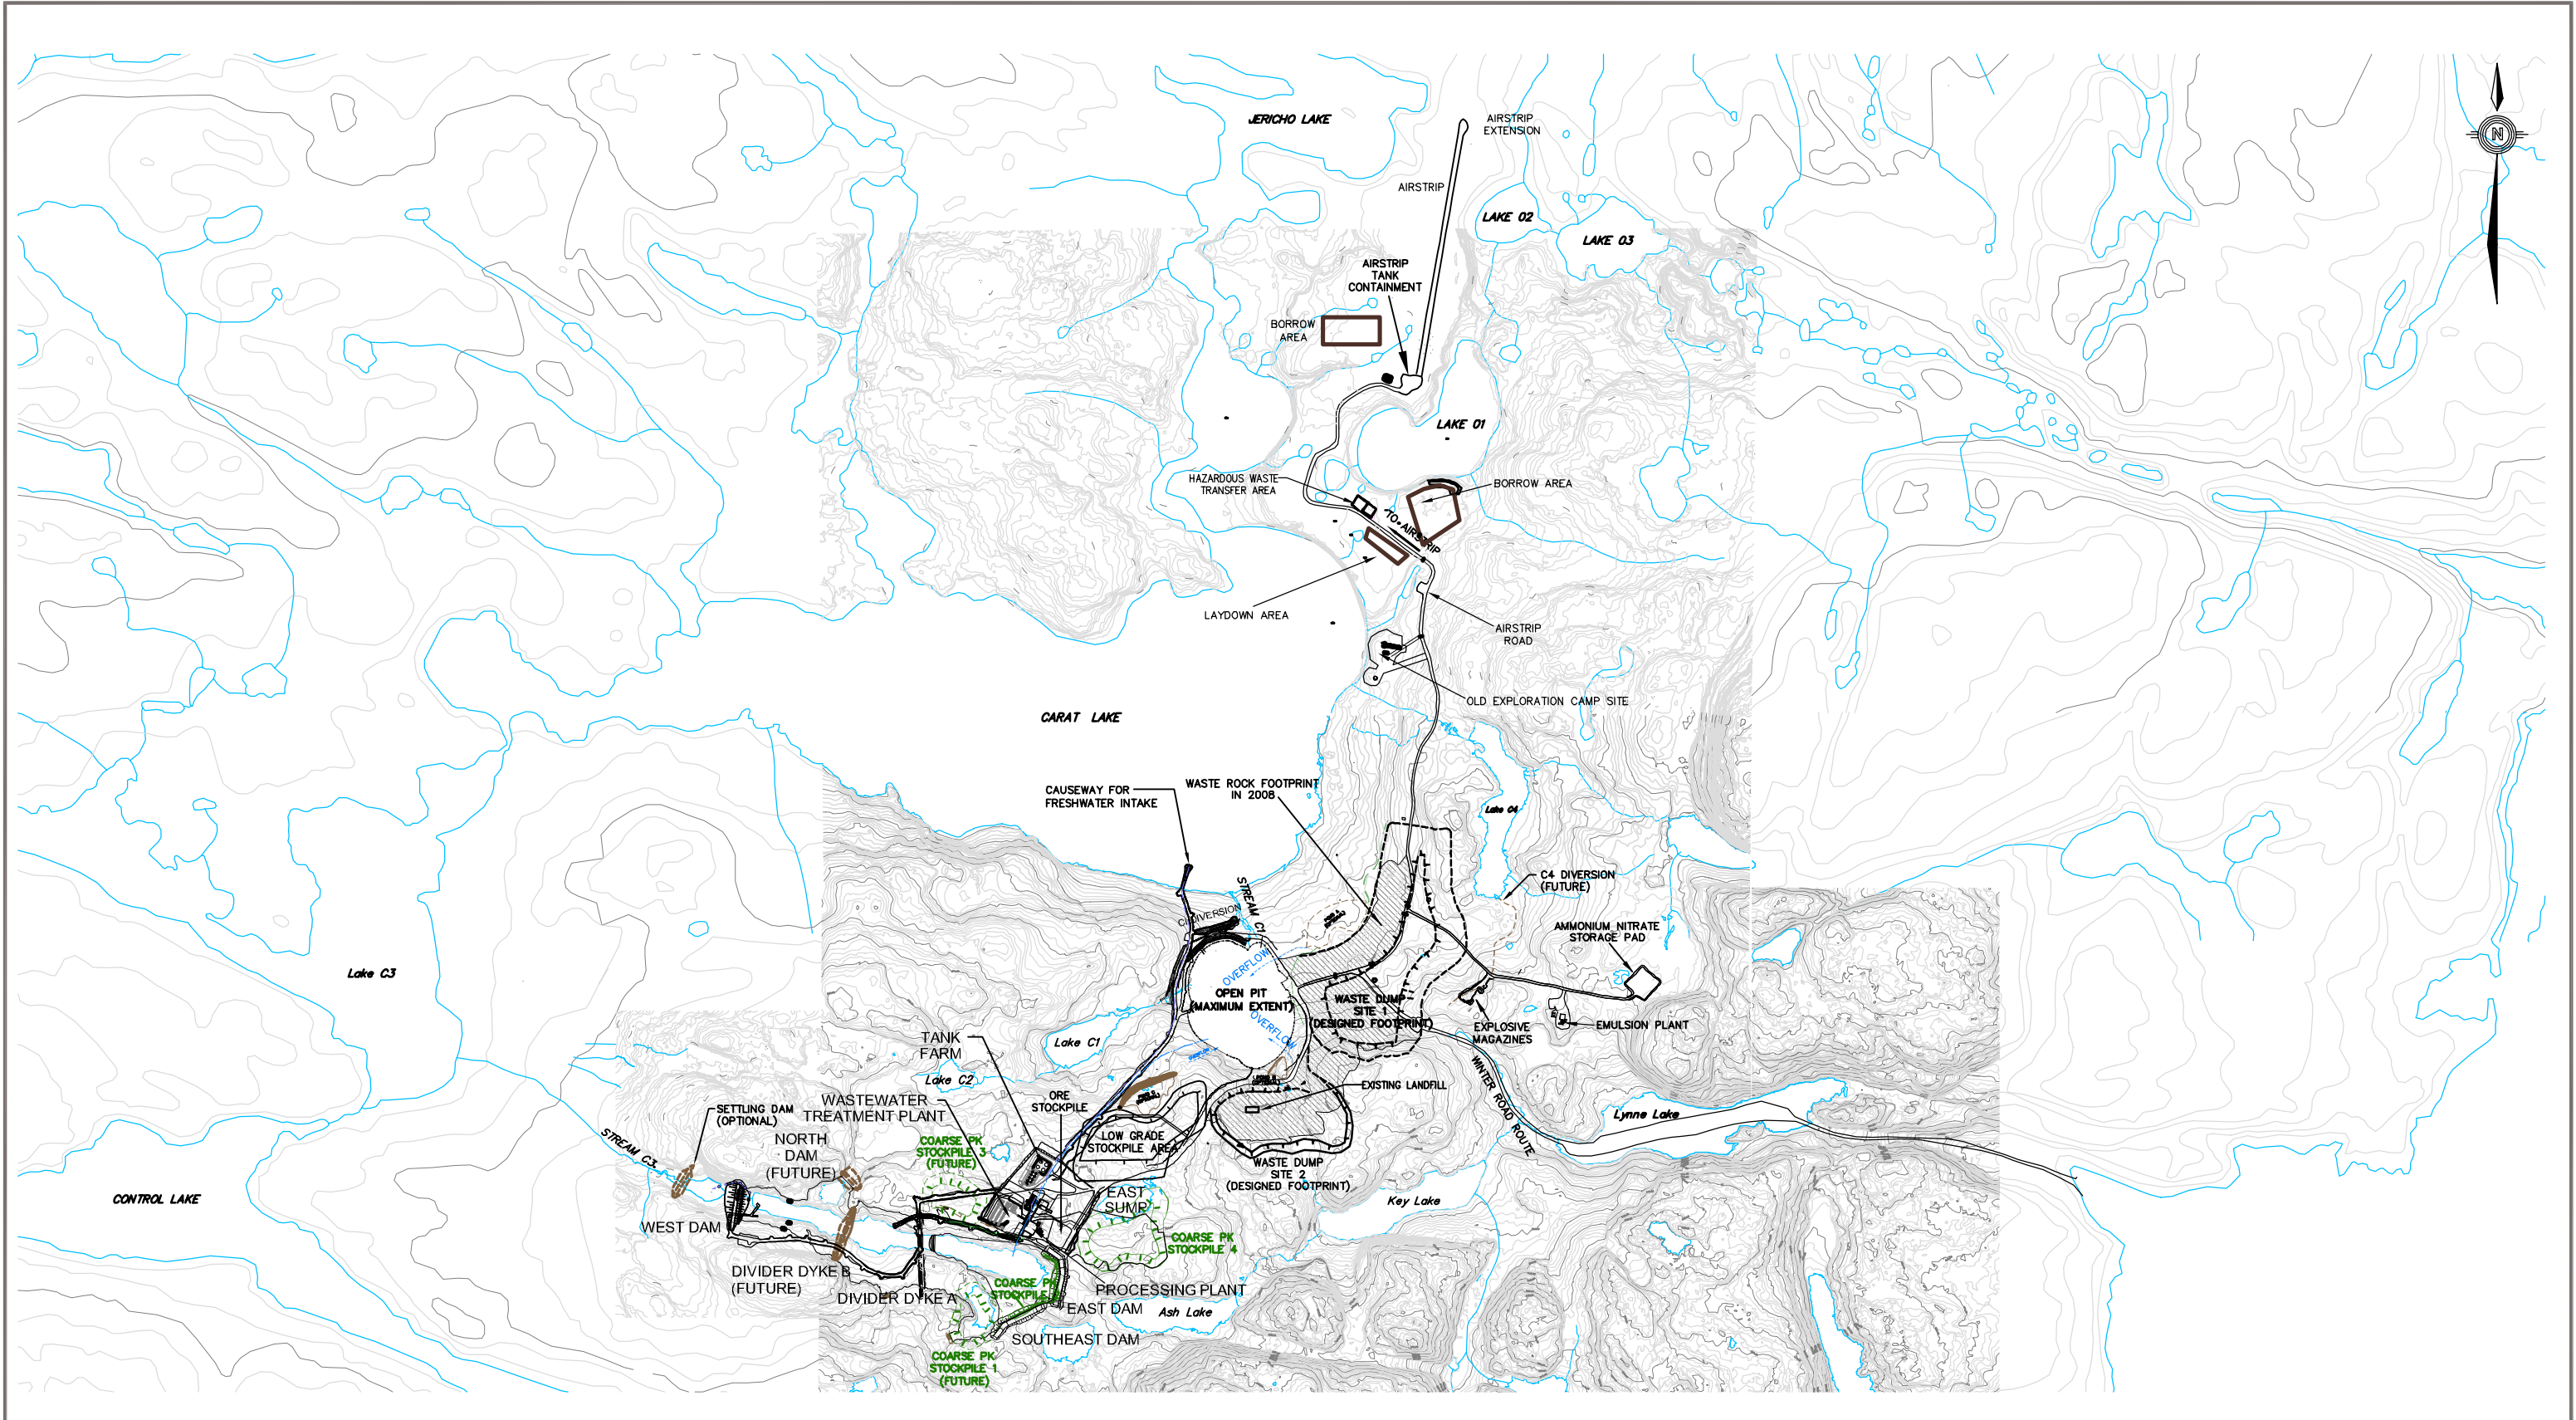 JERICHO LAKE
AIRSTRIP
EXTENSION
N
AIRSTRIP
LAKE O2
LAKE O3
AIRSTRIP
TANK
CONTAINMENT
BORROW
AREA
LAKE O1
HAZARDOUS WASTE
TRANSFER AREA
BORROW AREA
TO AIRSTRIP
LAYDOWN AREA
AIRSTRIP
ROAD
OLD EXPLORATION CAMP SITE
CARAT LAKE
CAUSEWAY FOR
FRESHWATER INTAKE
WASTE ROCK FOOTPRINT
IN 2008
Lake C4
C4 DIVERSION
(FUTURE)
STREAM C1
C1 DIVERSION
AMMONIUM NITRATE
STORAGE PAD
Lake C3
OVERFLOW
OPEN PIT
(MAXIMUM EXTENT)
OVERFLOW
WASTE DUMP
SITE 1
(DESIGNED FOOTPRINT)
EXPLOSIVE
MAGAZINES
EMULSION PLANT
TANK
FARM
Lake C1
Lake C2
ORE
STOCKPILE
EXISTING LANDFILL
WINTER ROAD ROUTE
Lynne Lake
WASTEWATER
TREATMENT PLANT
SETTLING DAM
(OPTIONAL)
NORTH
DAM
(FUTURE)
STREAM C3
COARSE PK
STOCKPILE 3
(FUTURE)
LOW GRADE
STOCKPILE AREA
WASTE DUMP
SITE 2
(DESIGNED FOOTPRINT)
CONTROL LAKE
EAST
SUMP
Key Lake
WEST DAM
COARSE PK
STOCKPILE 4
DIVIDER DYKE B
(FUTURE)
COARSE PK
STOCKPILE
PROCESSING PLANT
DIVIDER DYKE A
EAST DAM
Ash Lake
SOUTHEAST DAM
COARSE PK
STOCKPILE 1
(FUTURE)